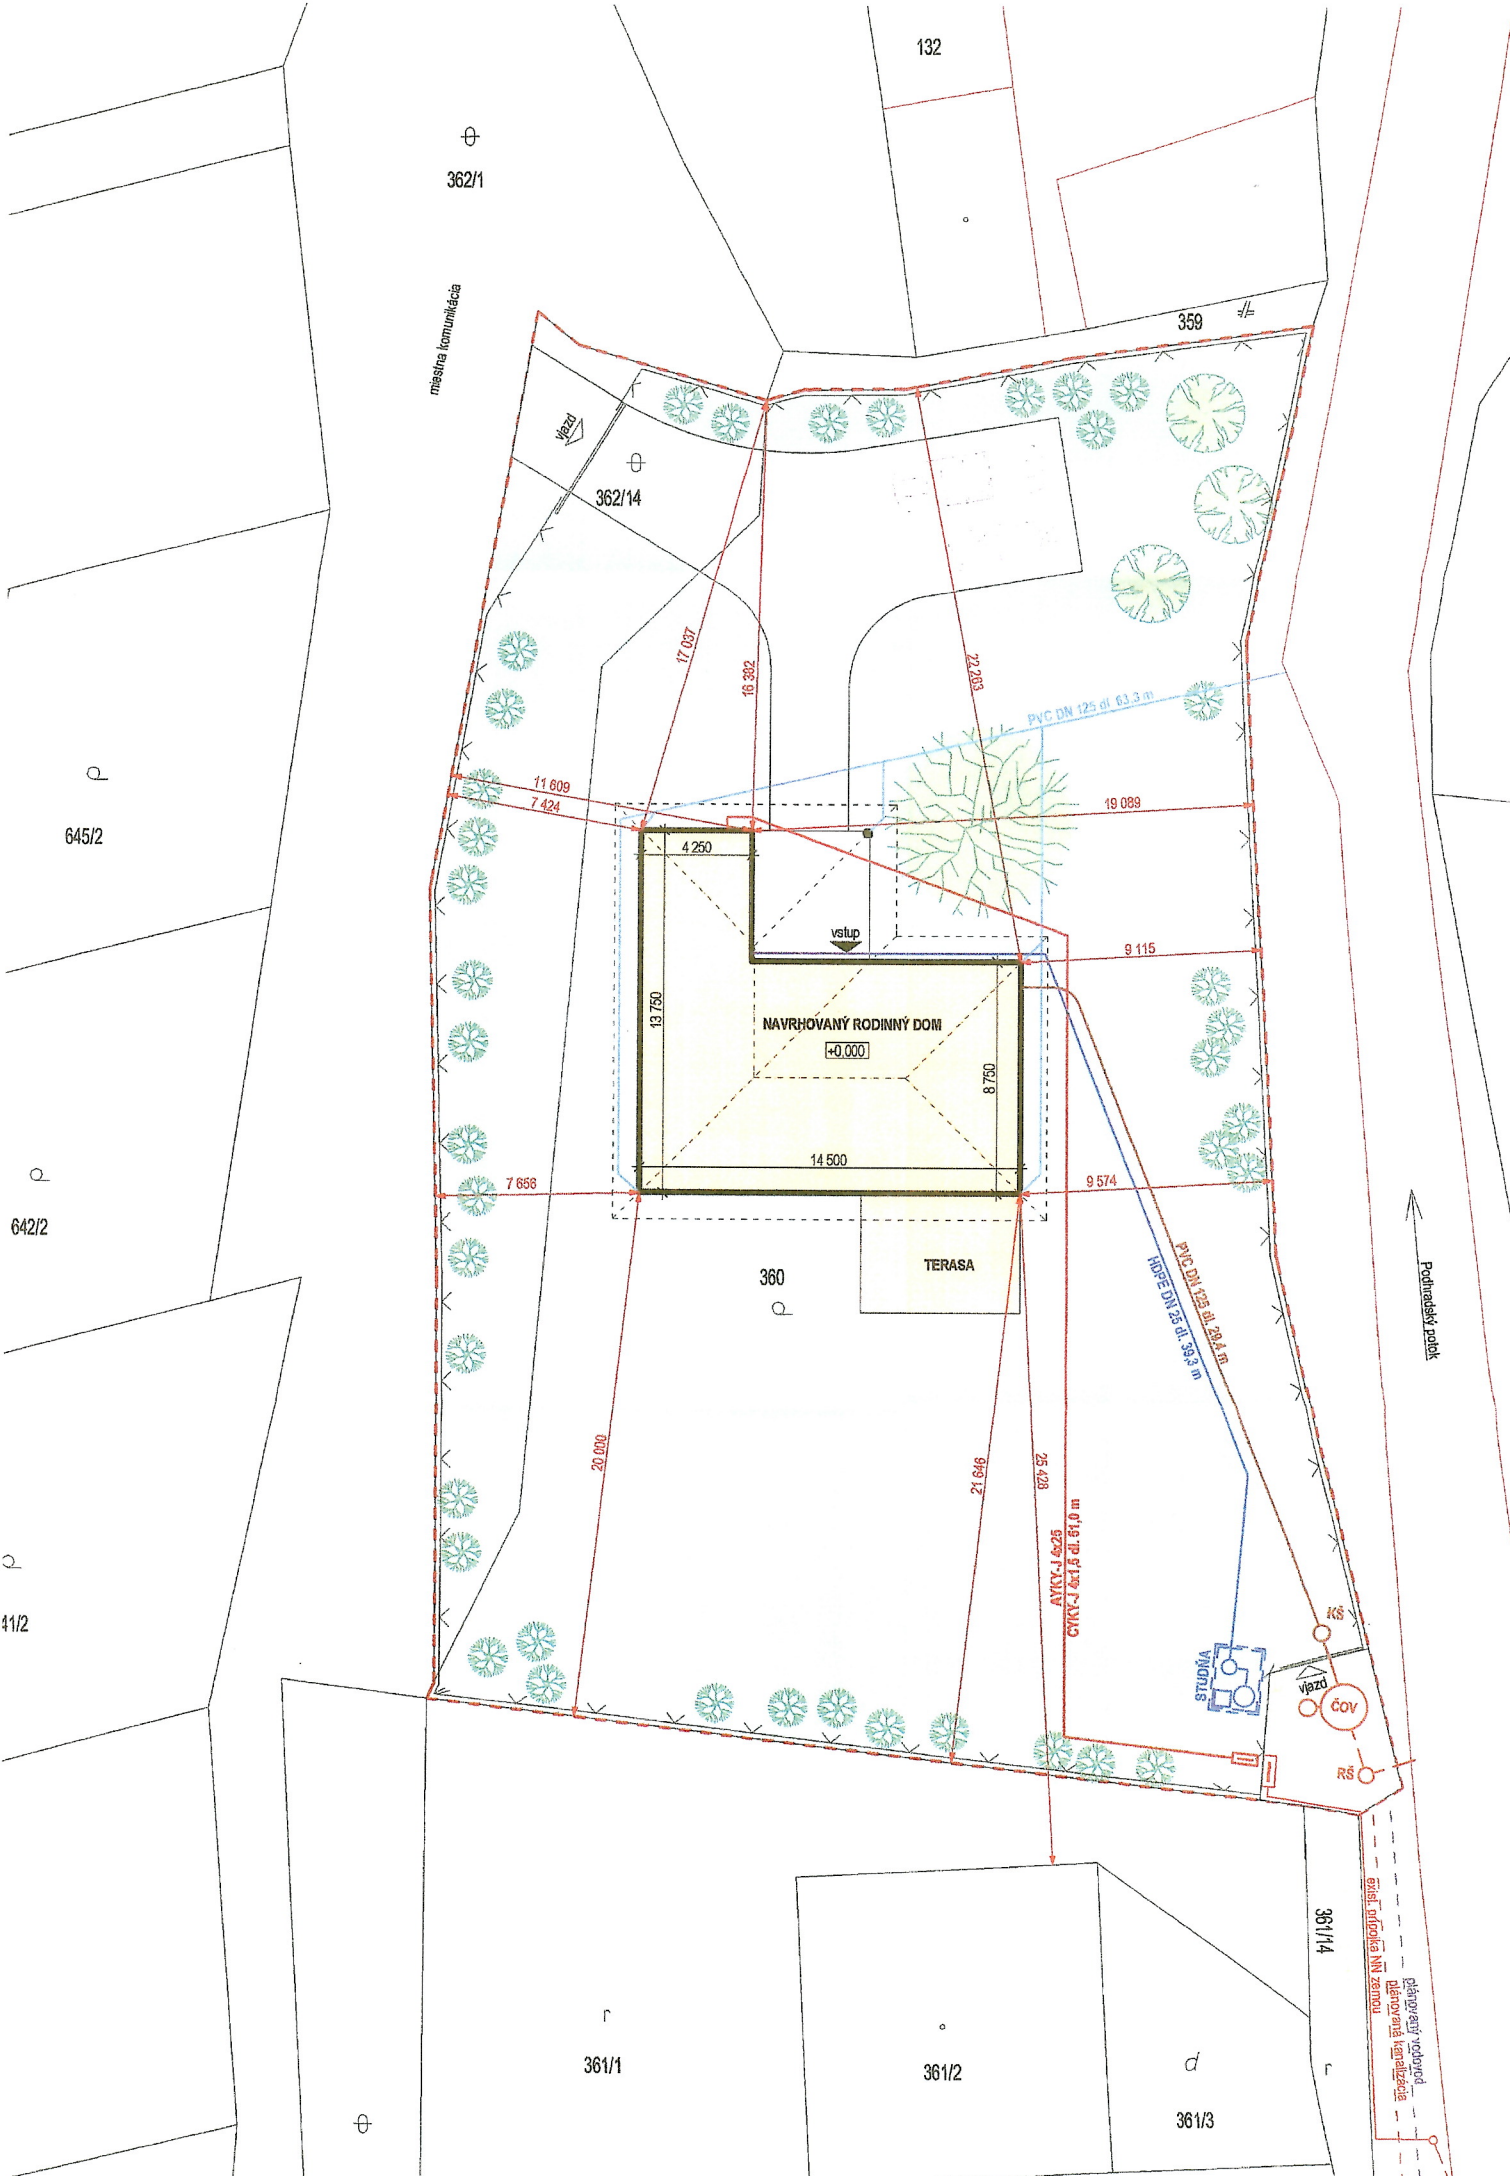 132
362/1
miestna komunikácia
359
vjazd
362/14
17 037
16 382
22 263
PVC DN 125 dl. 63,3 m
11 609
7 424
19 089
4 250
645/2
vstup
9 115
13 750
NAVRHOVANÝ RODINNÝ DOM
+0,000
8 750
14 500
7 656
9 574
642/2
360
TERASA
PVC DN 125 dl. 29,4 m
HDPE DN 25 dl. 39,3 m
Podhradský potok
20 000
21 646
25 428
AYKY-J 4x25
CYKY-J 4x1,5 dl. 51,0 m
41/2
KŠ
STUDŇA
vjazd
ČOV
RŠ
361/14
exist. prípojka NN zemou
plánovaná kanalizácia
plánovaný vodovod
r
361/1
361/2
d
361/3
r